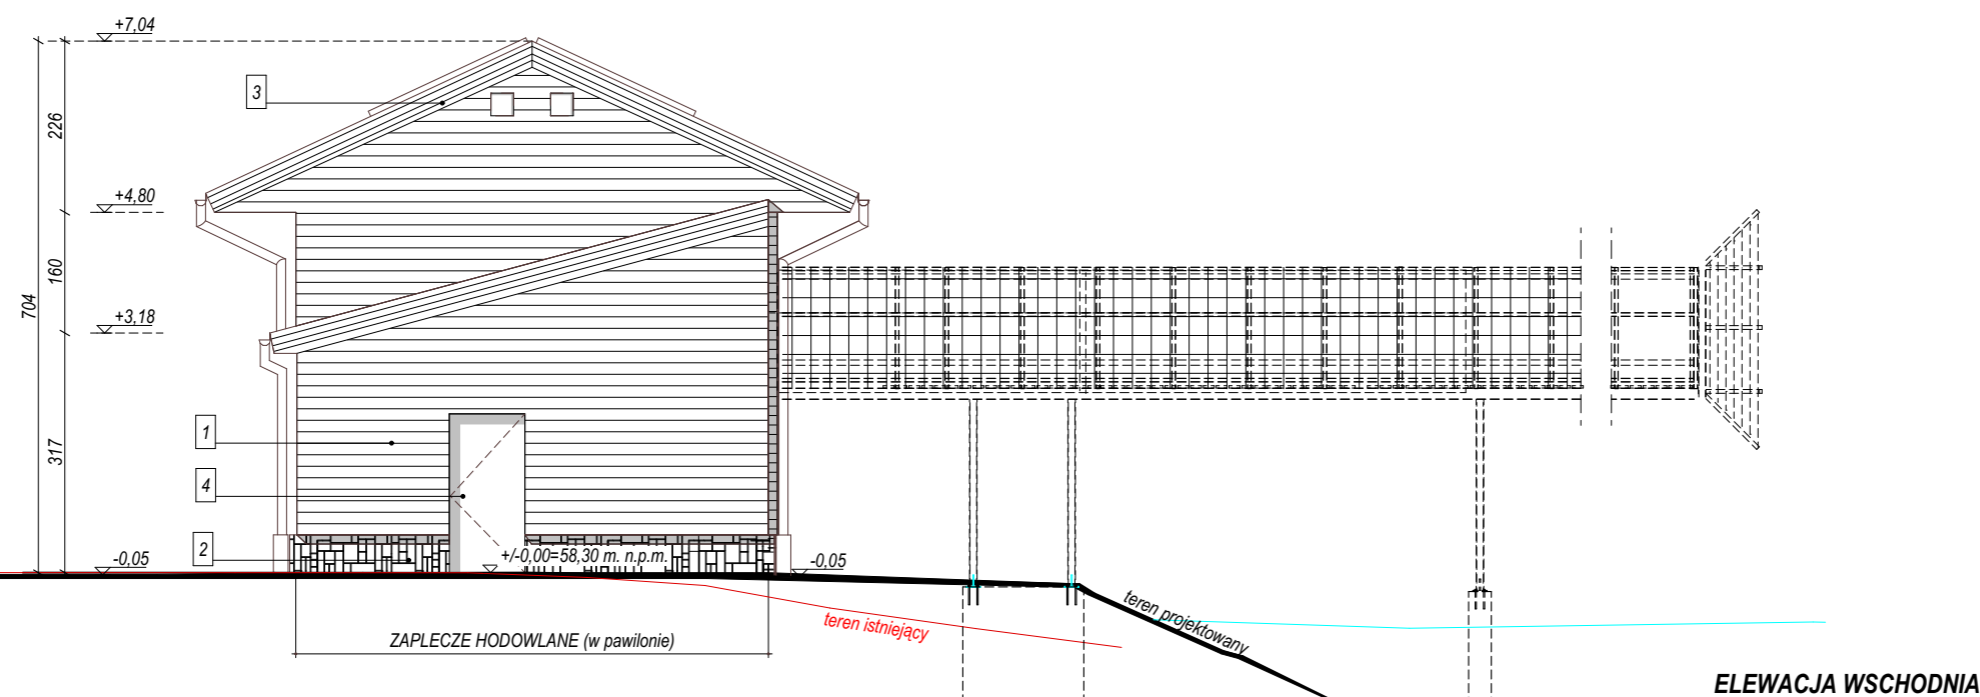 +7,04
3
226
+4,80
160
704
+3,18
317
1
4
2
-0,05
+/-0,00=58,30 m. n.p.m.
-0,05
teren projektowany
teren istniejący
ZAPLECZE HODOWLANE (w pawilonie)
ELEWACJA WSCHODNIA